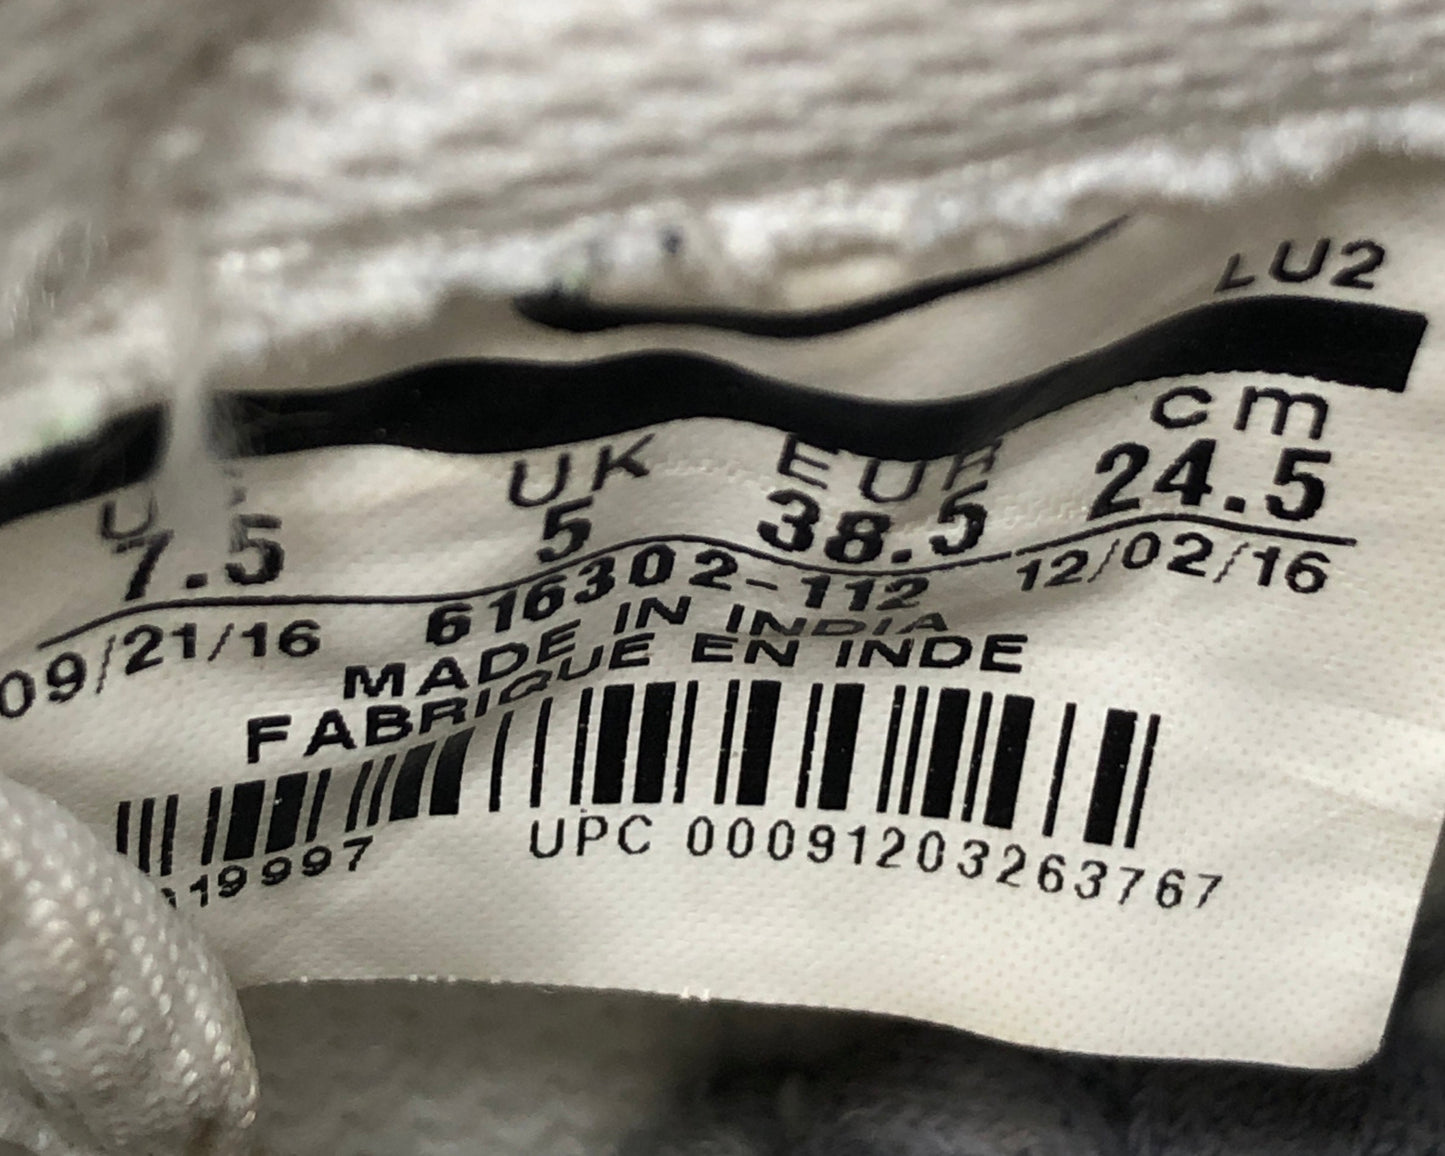 LU2
UK EUR cm
7.5 5 38.5 24.5
09/21/16 616302-112 12/02/16
MADE IN INDIA
FABRIQUE EN INDE
19997 UPC 00091203263767